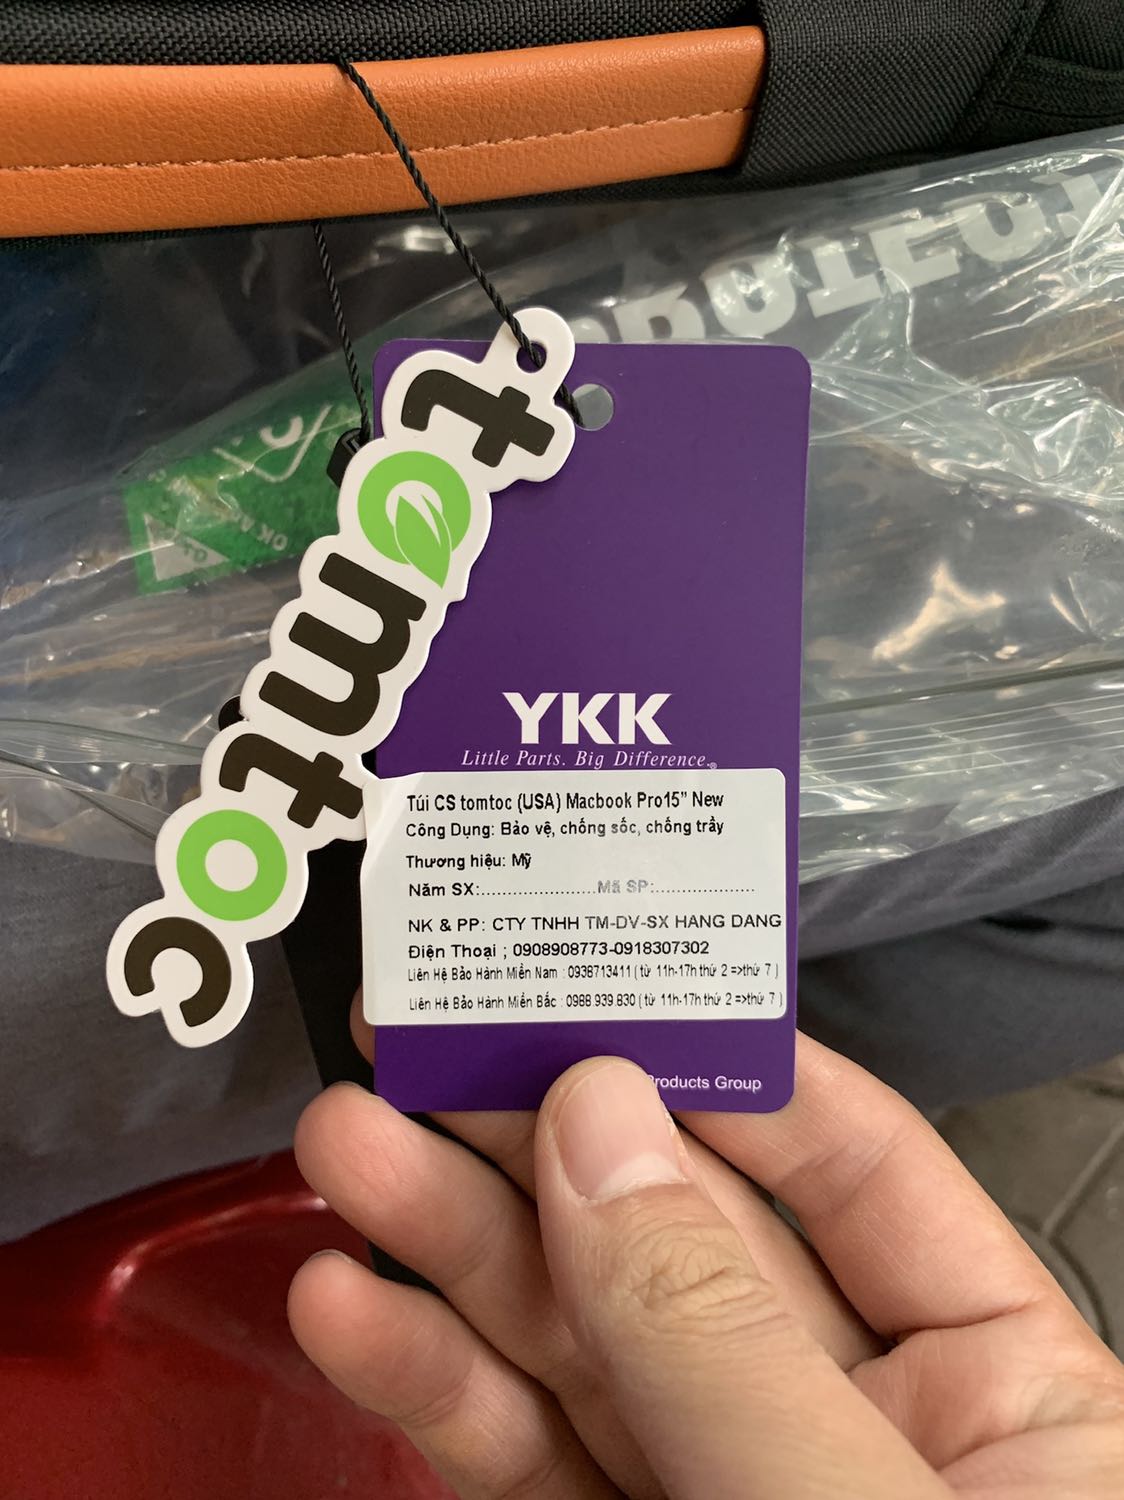 tomtoc
YKK
Little Parts. Big Difference.®
Túi CS tomtoc (USA) Macbook Pro15” New
Công Dụng: Bảo vệ, chống sốc, chống trầy
Thương hiệu: Mỹ
Năm SX:......................Mã SP:...................
NK & PP: CTY TNHH TM-DV-SX HANG DANG
Điện Thoại ; 0908908773-0918307302
Liên Hệ Bảo Hành Miền Nam : 0938713411 ( từ 11h-17h thứ 2 =>thứ 7 )
Liên Hệ Bảo Hành Miền Bắc : 0988.939.830 ( từ 11h-17h thứ 2 =>thứ 7 )
Products Group